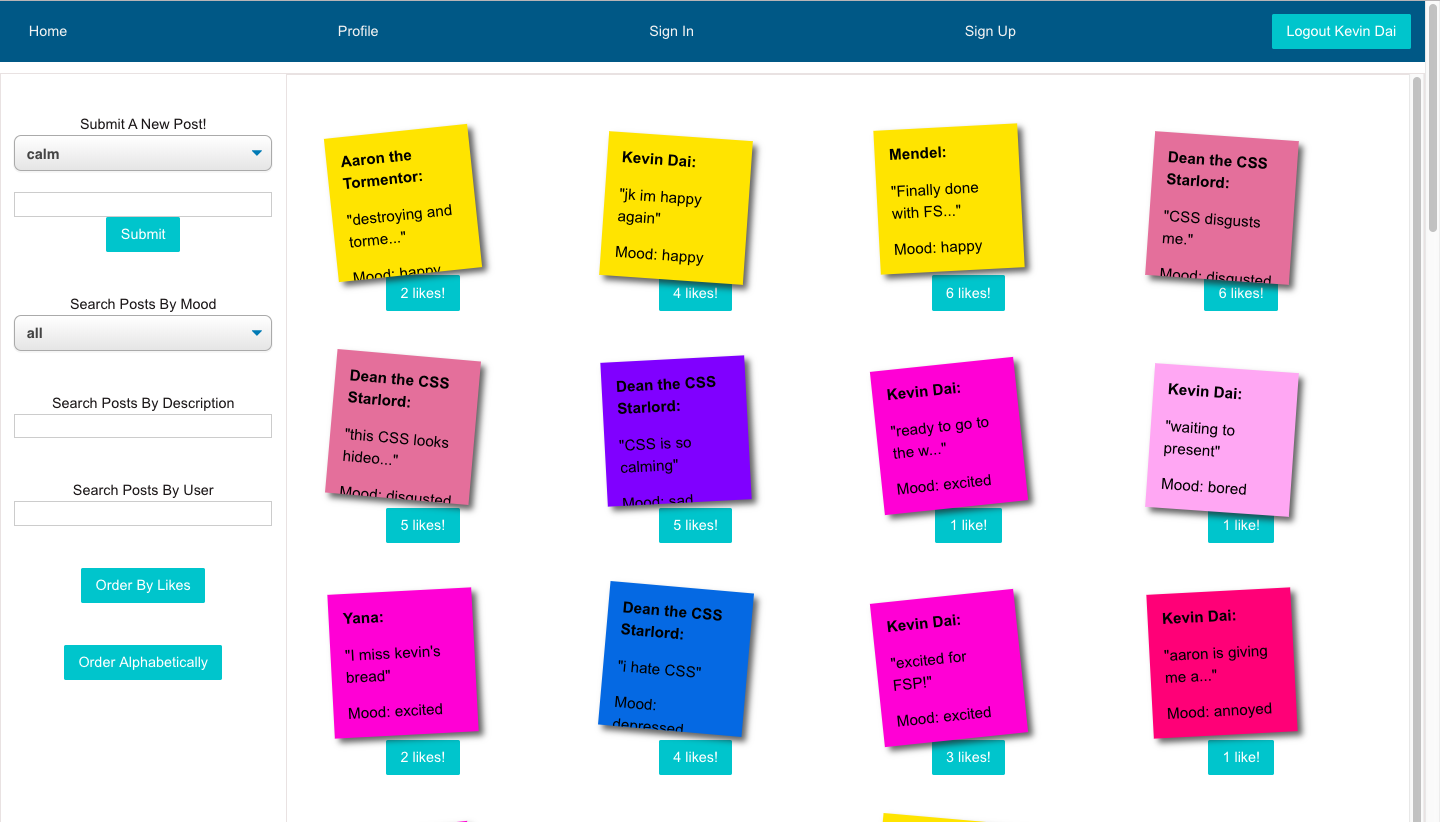 Home
Profile
Sign In
Sign Up
Logout Kevin Dai
Submit A New Post!
calm
Submit
Search Posts By Mood
all
Search Posts By Description
Search Posts By User
Order By Likes
Order Alphabetically
Aaron the
Tormentor:
"destroying and
torme..."
Mood: happy
2 likes!
Kevin Dai:
"jk im happy
again"
Mood: happy
4 likes!
Mendel:
"Finally done
with FS..."
Mood: happy
6 likes!
Dean the CSS
Starlord:
"CSS disgusts
me."
Mood: disgusted
6 likes!
Dean the CSS
Starlord:
"this CSS looks
hideo..."
Mood: disgusted
5 likes!
Dean the CSS
Starlord:
"CSS is so
calming"
Mood: sad
5 likes!
Kevin Dai:
"ready to go to
the w..."
Mood: excited
1 like!
Kevin Dai:
"waiting to
present"
Mood: bored
1 like!
Yana:
"I miss kevin's
bread"
Mood: excited
2 likes!
Dean the CSS
Starlord:
"i hate CSS"
Mood:
depressed
4 likes!
Kevin Dai:
"excited for
FSP!"
Mood: excited
3 likes!
Kevin Dai:
"aaron is giving
me a..."
Mood: annoyed
1 like!